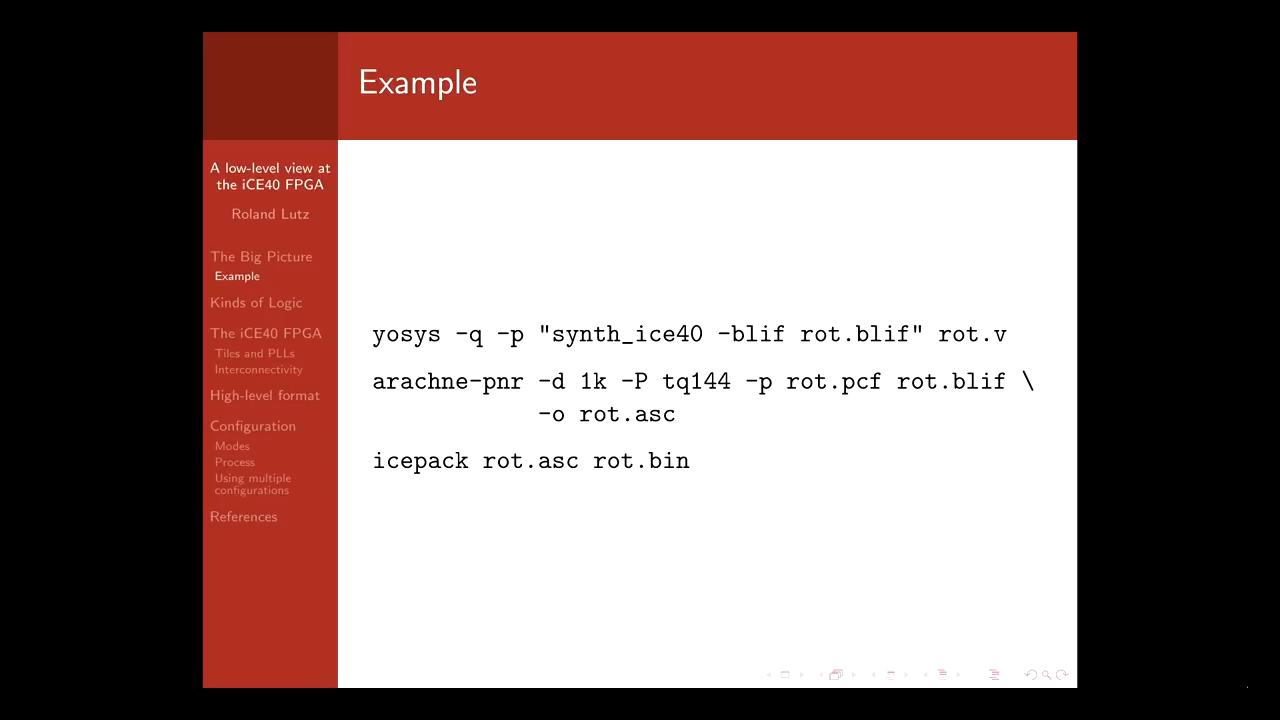 Example
A low-level view at
the iCE40 FPGA
Roland Lutz
The Big Picture
Example
Kinds of Logic
The iCE40 FPGA
Tiles and PLLs
Interconnectivity
High-level format
Configuration
Modes
Process
Using multiple
configurations
References
yosys -q -p "synth_ice40 -blif rot.blif" rot.v
arachne-pnr -d 1k -P tq144 -p rot.pcf rot.blif \
-o rot.asc
icepack rot.asc rot.bin